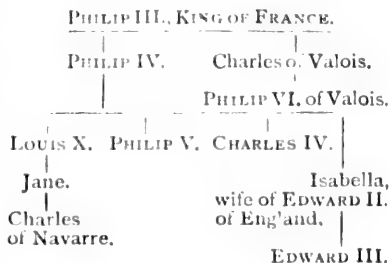 PHILIP III., KING OF FRANCE.
PHILIP IV. Charles of Valois.
PHILIP VI. of Valois.
LOUIS X. PHILIP V. CHARLES IV.
Jane. Isabella,
wife of EDWARD II.
Charles of England.
of Navarre.
EDWARD III.